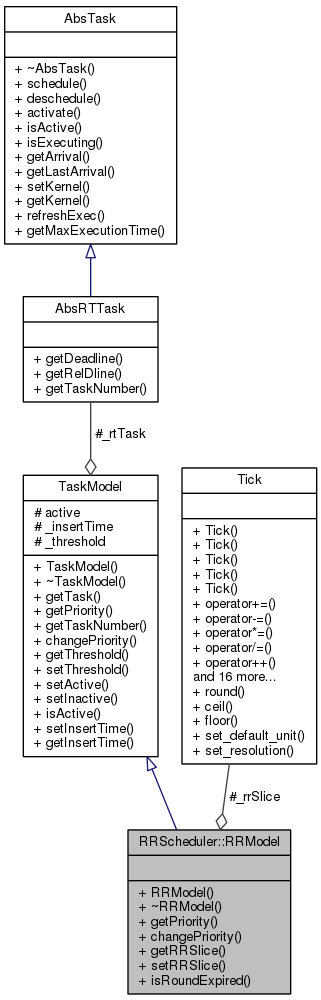 AbsTask
+ ~AbsTask()
+ schedule()
+ deschedule()
+ activate()
+ isActive()
+ isExecuting()
+ getArrival()
+ getLastArrival()
+ setKernel()
+ getKernel()
+ refreshExec()
+ getMaxExecutionTime()
AbsRTTask
+ getDeadline()
+ getRelDline()
+ getTaskNumber()
#_rtTask
TaskModel
# active
# _insertTime
# _threshold
+ TaskModel()
+ ~TaskModel()
+ getTask()
+ getPriority()
+ getTaskNumber()
+ changePriority()
+ getThreshold()
+ setThreshold()
+ setActive()
+ setInactive()
+ isActive()
+ setInsertTime()
+ getInsertTime()
Tick
+ Tick()
+ Tick()
+ Tick()
+ Tick()
+ Tick()
+ operator+=()
+ operator-=()
+ operator*=()
+ operator/=()
+ operator++()
and 16 more...
+ round()
+ ceil()
+ floor()
+ set_default_unit()
+ set_resolution()
#_rrSlice
RRScheduler::RRModel
+ RRModel()
+ ~RRModel()
+ getPriority()
+ changePriority()
+ getRRSlice()
+ setRRSlice()
+ isRoundExpired()